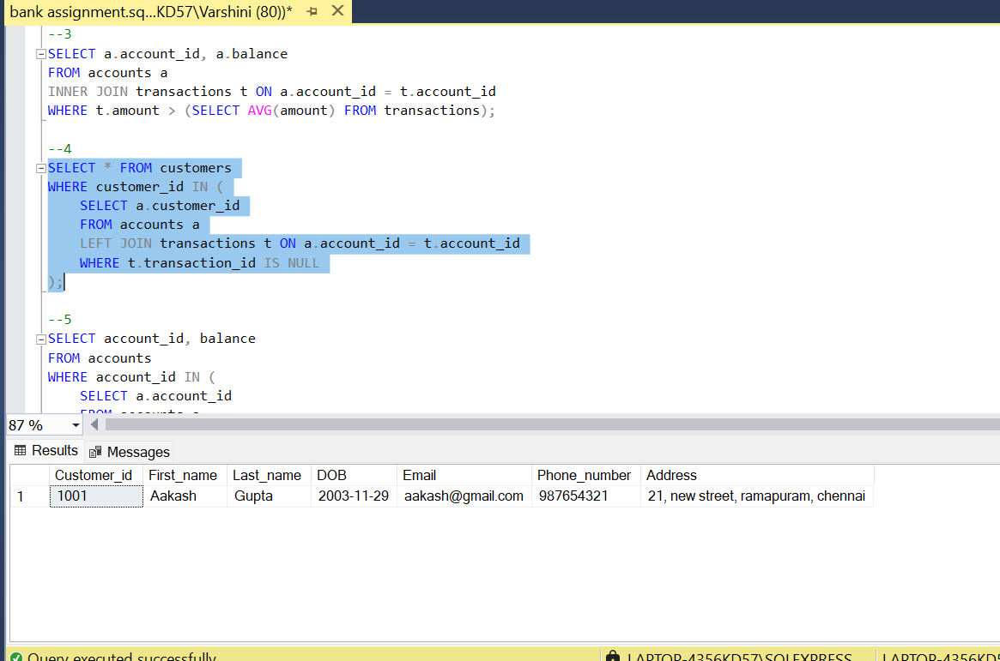 bank assignment.sq...KD57\Varshini (80))*
--3
SELECT a.account_id, a.balance
FROM accounts a
INNER JOIN transactions t ON a.account_id = t.account_id
WHERE t.amount > (SELECT AVG(amount) FROM transactions);
--4
SELECT * FROM customers
WHERE customer_id IN (
SELECT a.customer_id
FROM accounts a
LEFT JOIN transactions t ON a.account_id = t.account_id
WHERE t.transaction_id IS NULL
);
--5
SELECT account_id, balance
FROM accounts
WHERE account_id IN (
SELECT a.account_id
FROM accounts a
87 %
Results Messages
Customer_id First_name Last_name DOB Email Phone_number Address
1 1001 Aakash Gupta 2003-11-29 aakash@gmail.com 987654321 21, new street, ramapuram, chennai
Query executed successfully LAPTOP-4356KD57\SQLEXPRESS LAPTOP-4356KD5